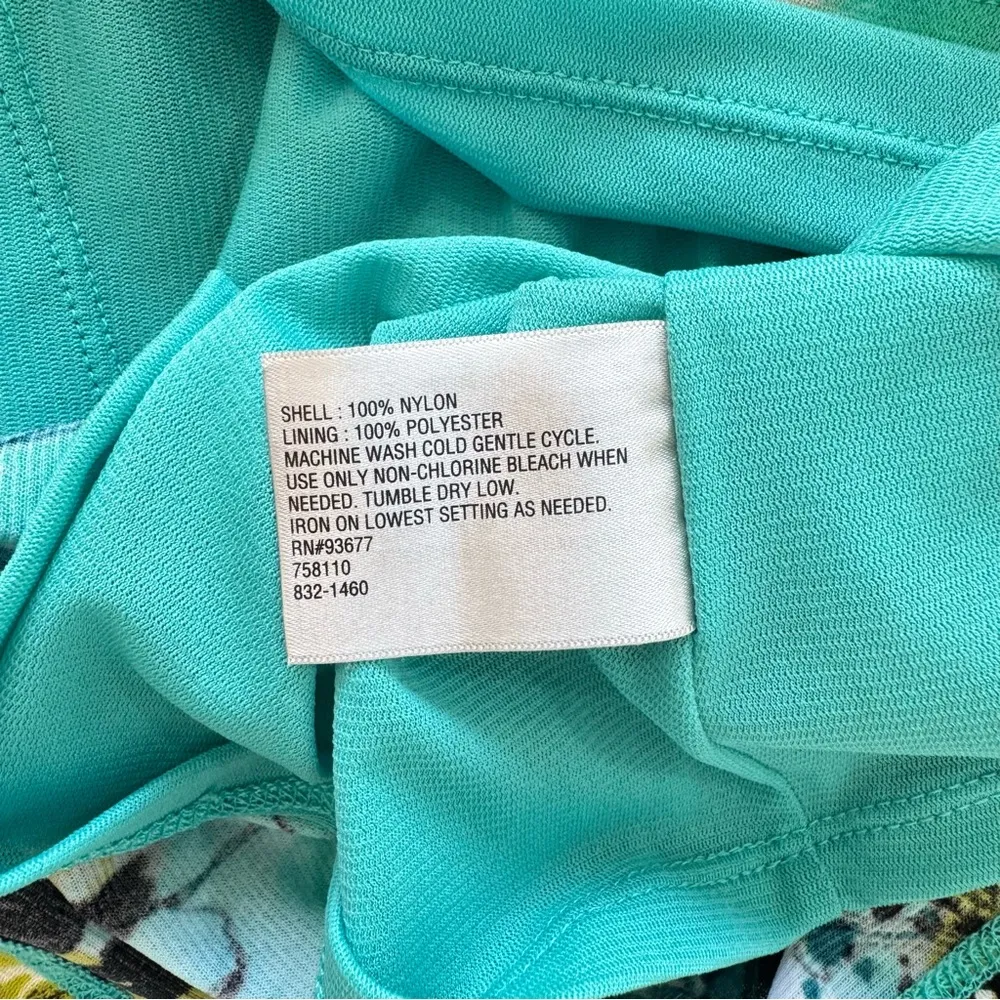 SHELL : 100% NYLON
LINING : 100% POLYESTER
MACHINE WASH COLD GENTLE CYCLE.
USE ONLY NON-CHLORINE BLEACH WHEN
NEEDED. TUMBLE DRY LOW.
IRON ON LOWEST SETTING AS NEEDED.
RN#93677
758110
832-1460